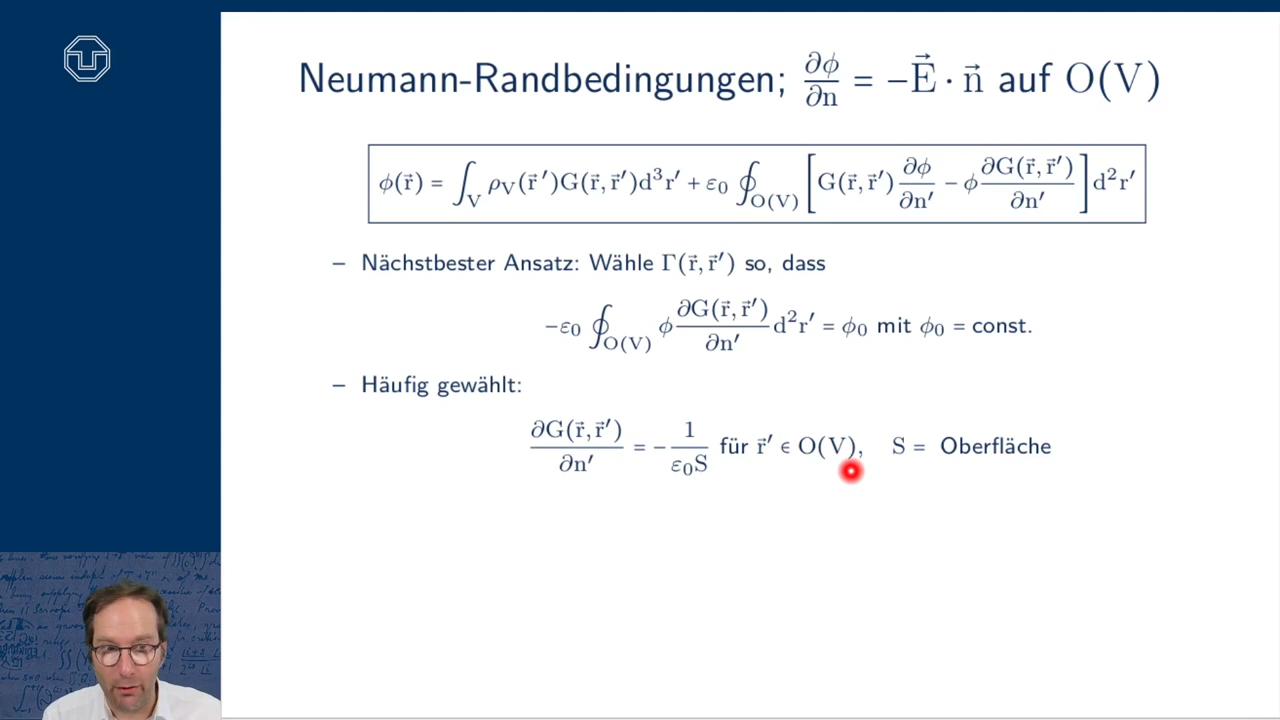 Neumann-Randbedingungen; ∂ϕ/∂n = −E⃗ · n⃗ auf O(V)
ϕ(r⃗) = ∫_V ρ_V(r⃗′)G(r⃗, r⃗′)d³r′ + ε₀ ∮_O(V) [G(r⃗, r⃗′) ∂ϕ/∂n′ − ϕ ∂G(r⃗, r⃗′)/∂n′] d²r′
– Nächstbester Ansatz: Wähle Γ(r⃗, r⃗′) so, dass
−ε₀ ∮_O(V) ϕ ∂G(r⃗, r⃗′)/∂n′ d²r′ = ϕ₀ mit ϕ₀ = const.
– Häufig gewählt:
∂G(r⃗, r⃗′)/∂n′ = − 1/ε₀S für r⃗′ ∈ O(V), S = Oberfläche